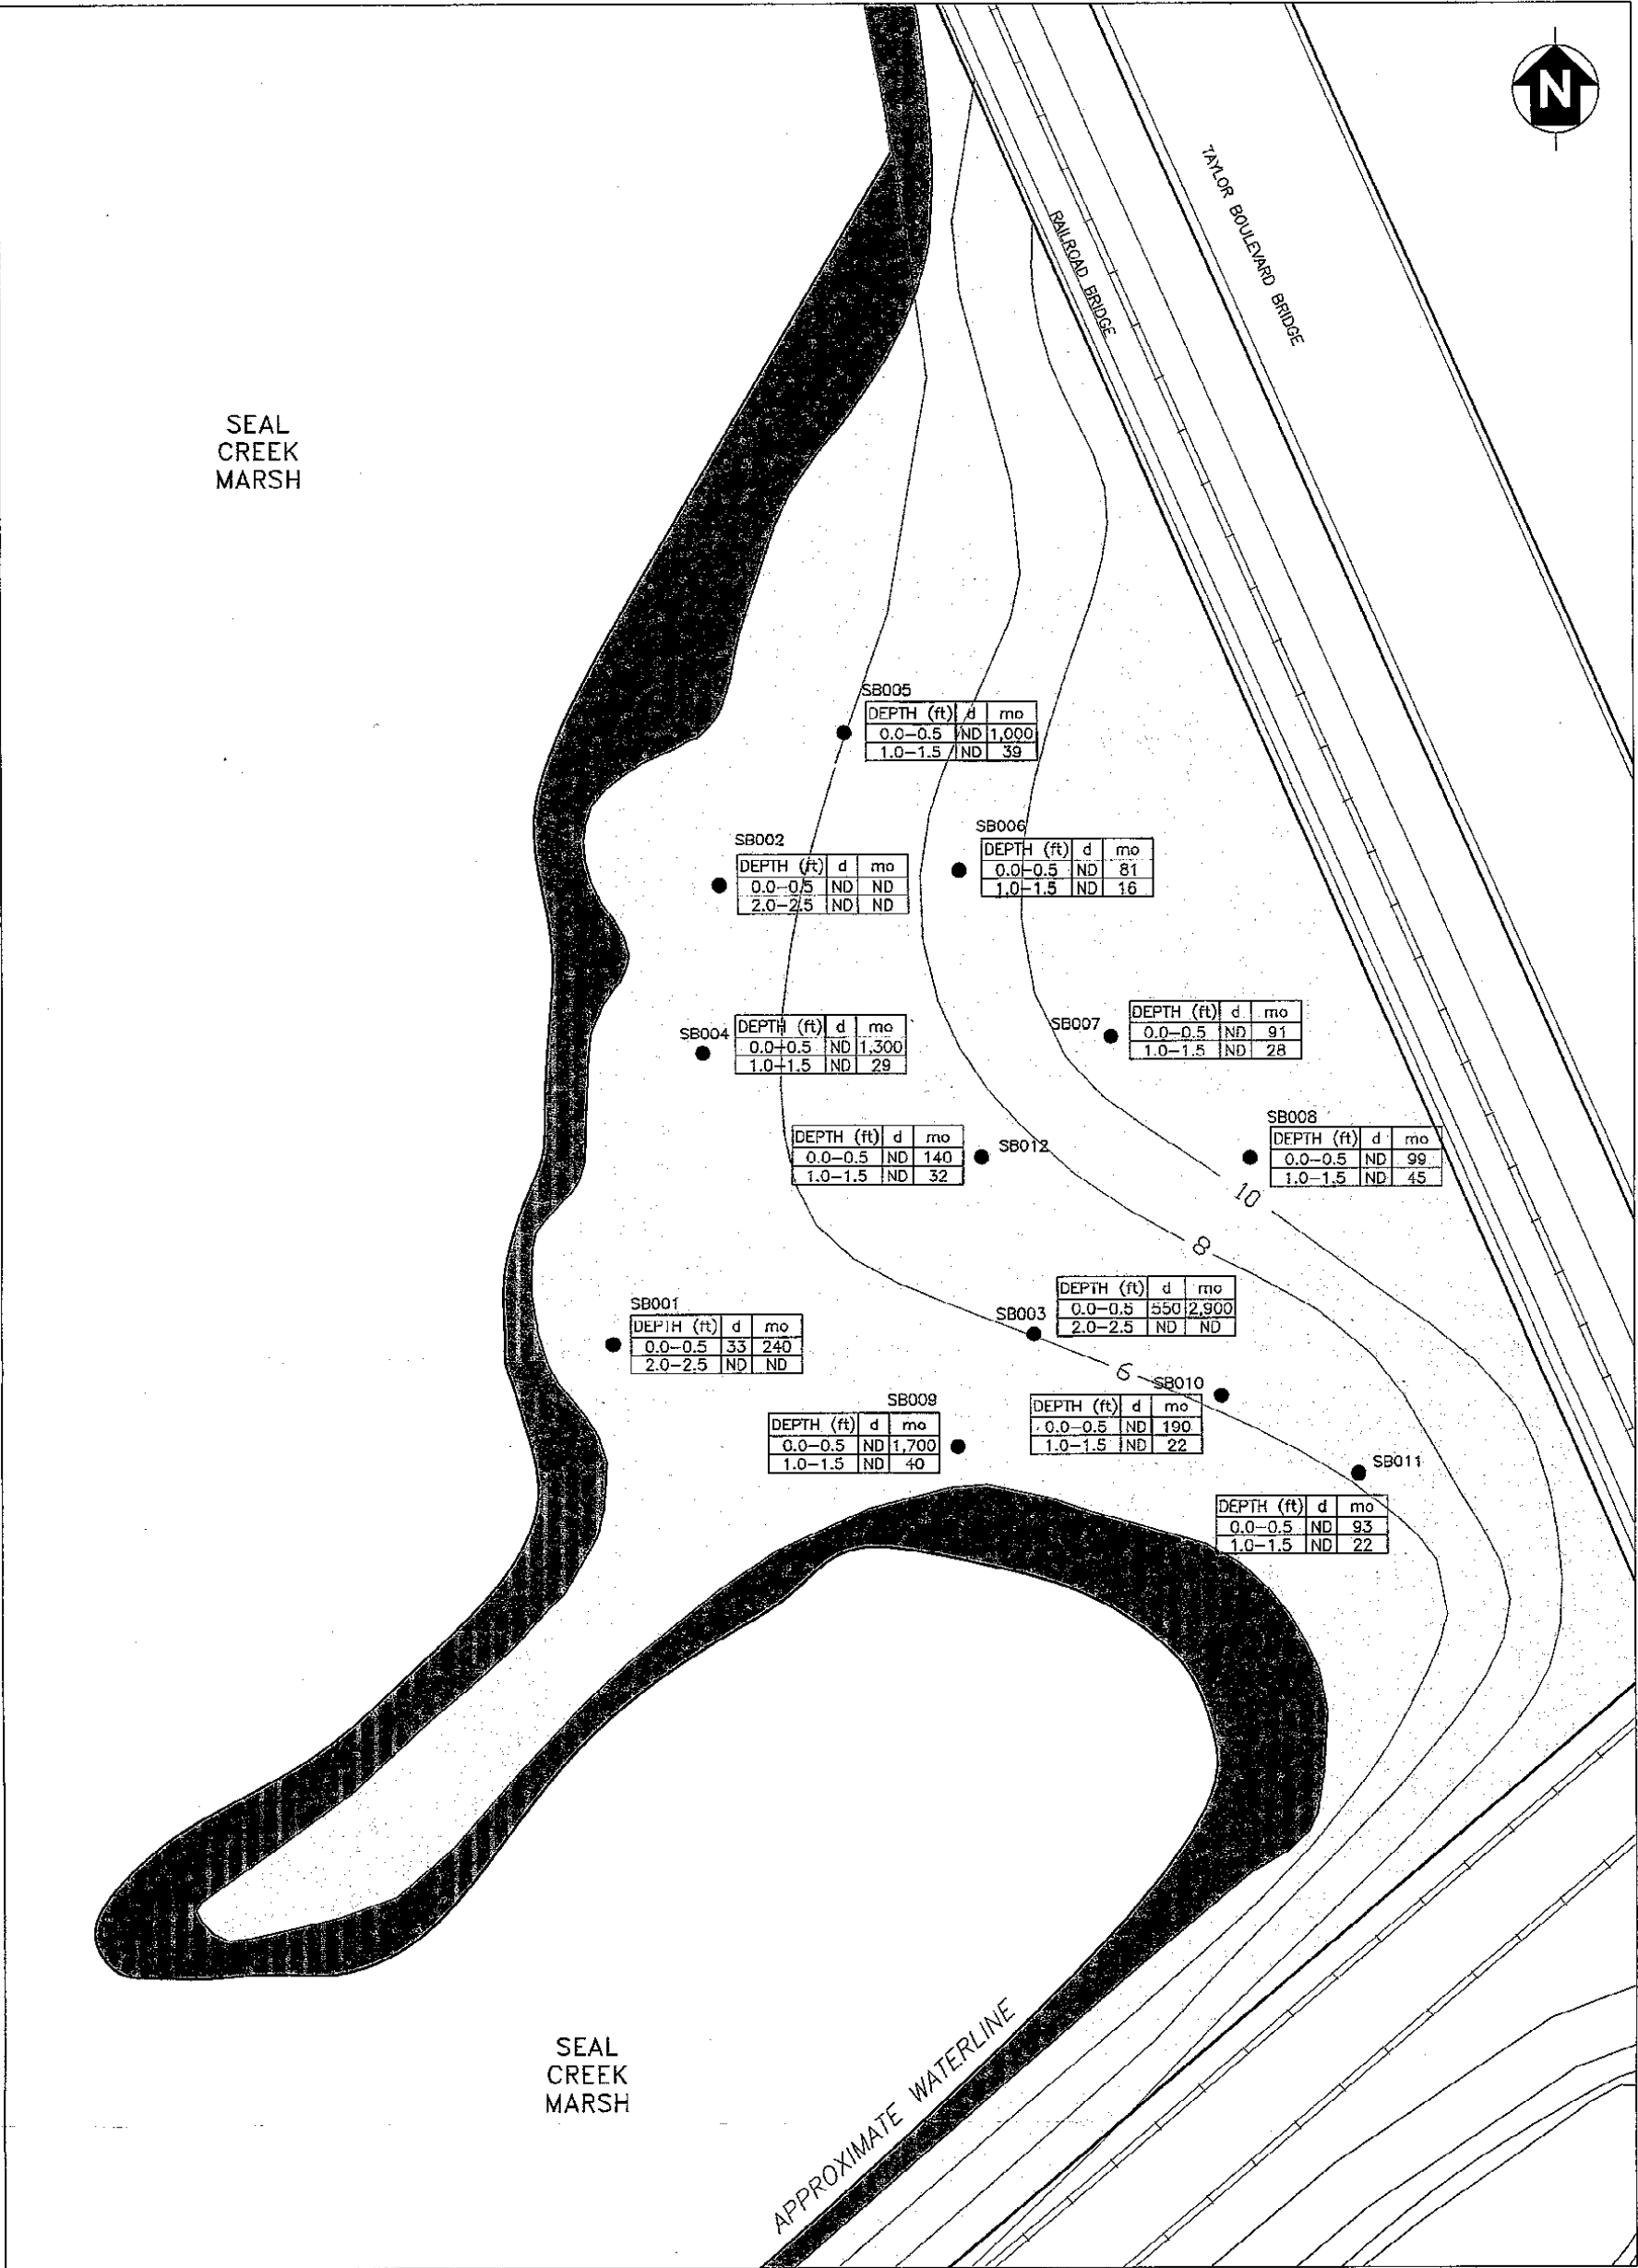 N
TAYLOR BOULEVARD BRIDGE
RAILROAD BRIDGE
SEAL
CREEK
MARSH
SB005
DEPTH (ft) d mo
0.0-0.5 ND 1,000
1.0-1.5 ND 39
SB002
DEPTH (ft) d mo
0.0-0.5 ND ND
2.0-2.5 ND ND
SB006
DEPTH (ft) d mo
0.0-0.5 ND 81
1.0-1.5 ND 16
SB004
DEPTH (ft) d mo
0.0-0.5 ND 1,300
1.0-1.5 ND 29
SB007
DEPTH (ft) d mo
0.0-0.5 ND 91
1.0-1.5 ND 28
SB012
DEPTH (ft) d mo
0.0-0.5 ND 140
1.0-1.5 ND 32
SB008
DEPTH (ft) d mo
0.0-0.5 ND 99
1.0-1.5 ND 45
10
8
SB003
DEPTH (ft) d mo
0.0-0.5 550 2,900
2.0-2.5 ND ND
SB001
DEPTH (ft) d mo
0.0-0.5 33 240
2.0-2.5 ND ND
6
SB010
DEPTH (ft) d mo
0.0-0.5 ND 190
1.0-1.5 ND 22
SB009
DEPTH (ft) d mo
0.0-0.5 ND 1,700
1.0-1.5 ND 40
SB011
DEPTH (ft) d mo
0.0-0.5 ND 93
1.0-1.5 ND 22
SEAL
CREEK
MARSH
APPROXIMATE WATERLINE